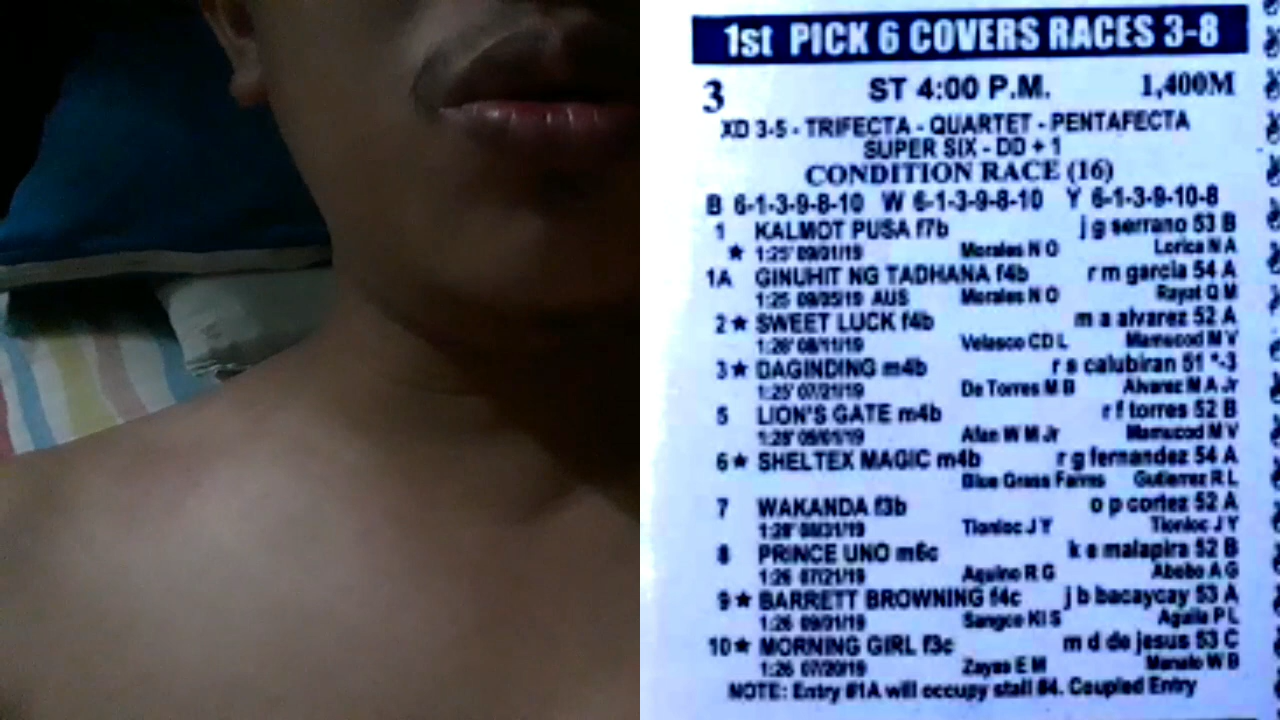 1st PICK 6 COVERS RACES 3-8
3 ST 4:00 P.M. 1,400M
XD 3-5 - TRIFECTA - QUARTET - PENTAFECTA
SUPER SIX - DD + 1
CONDITION RACE (16)
B 6-1-3-9-8-10 W 6-1-3-9-8-10 Y 6-1-3-9-10-8
1 KALMOT PUSA f7b j g serrano 53 B
★ 1:25' 09/01/19 Morales N O Lorica N A
1A GINUHIT NG TADHANA f4b r m garcia 54 A
1:25 09/05/19 AUS Morales N O Rayat Q M
2★ SWEET LUCK f4b m a alvarez 52 A
1:26' 08/11/19 Velasco CD L Mamucod M V
3★ DAGINDING m4b r s calubiran 51 *-3
1:25' 07/21/19 De Torres M B Alvarez M A Jr
5 LION'S GATE m4b r f torres 52 B
Alan W M Jr Mamucod M V
6★ SHELTEX MAGIC m4b r g fernandez 54 A
Blue Grass Farms Gutierrez R L
7 WAKANDA f3b o p cortez 52 A
1:28' 08/31/19 Tionloc J Y Tionloc J Y
8 PRINCE UNO m6c k e malapira 52 B
1:26 07/21/19 Aquino R G Abobo A G
9★ BARRETT BROWNING f4c j b bacaycay 53 A
1:26 09/01/19 Sangco Kl S Aguila P L
10★ MORNING GIRL f3c m d de jesus 53 C
1:26 07/20/19 Zayas E M Manalo W B
NOTE: Entry #1A will occupy stall #4. Coupled Entry